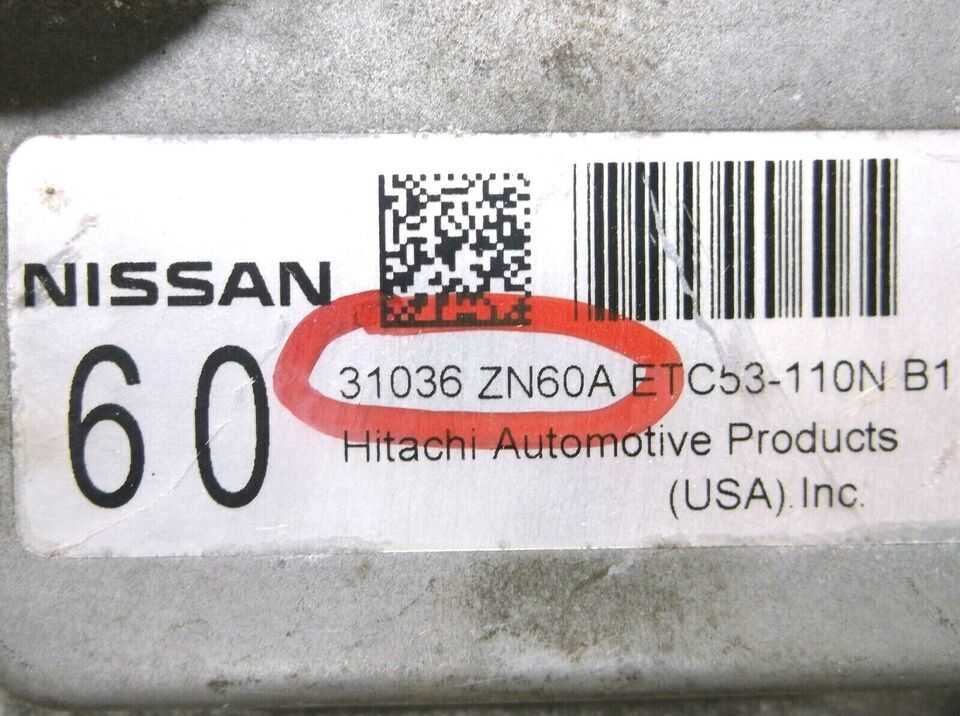 NISSAN
60
31036 ZN60A ETC53-110N B1
Hitachi Automotive Products
(USA).Inc.